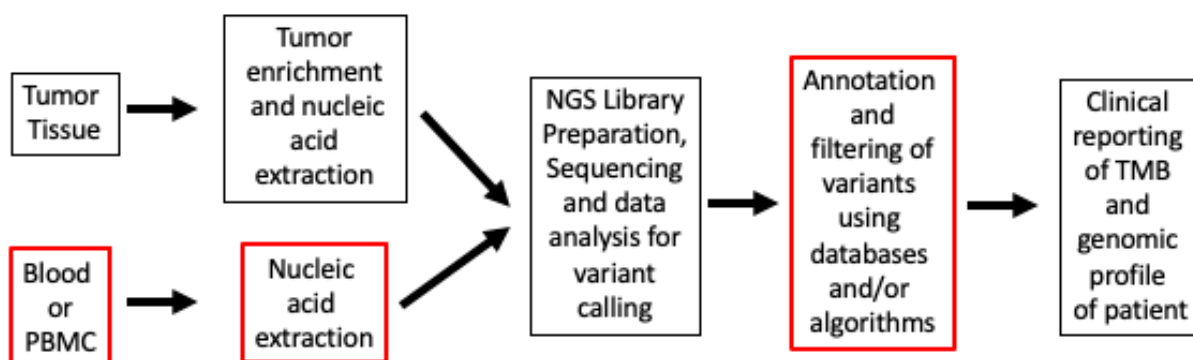 Tumor
Tissue
Tumor
enrichment
and nucleic
acid
extraction
Blood
or
PBMC
Nucleic
acid
extraction
NGS Library
Preparation,
Sequencing
and data
analysis for
variant
calling
Annotation
and
filtering of
variants
using
databases
and/or
algorithms
Clinical
reporting
of TMB
and
genomic
profile
of patient